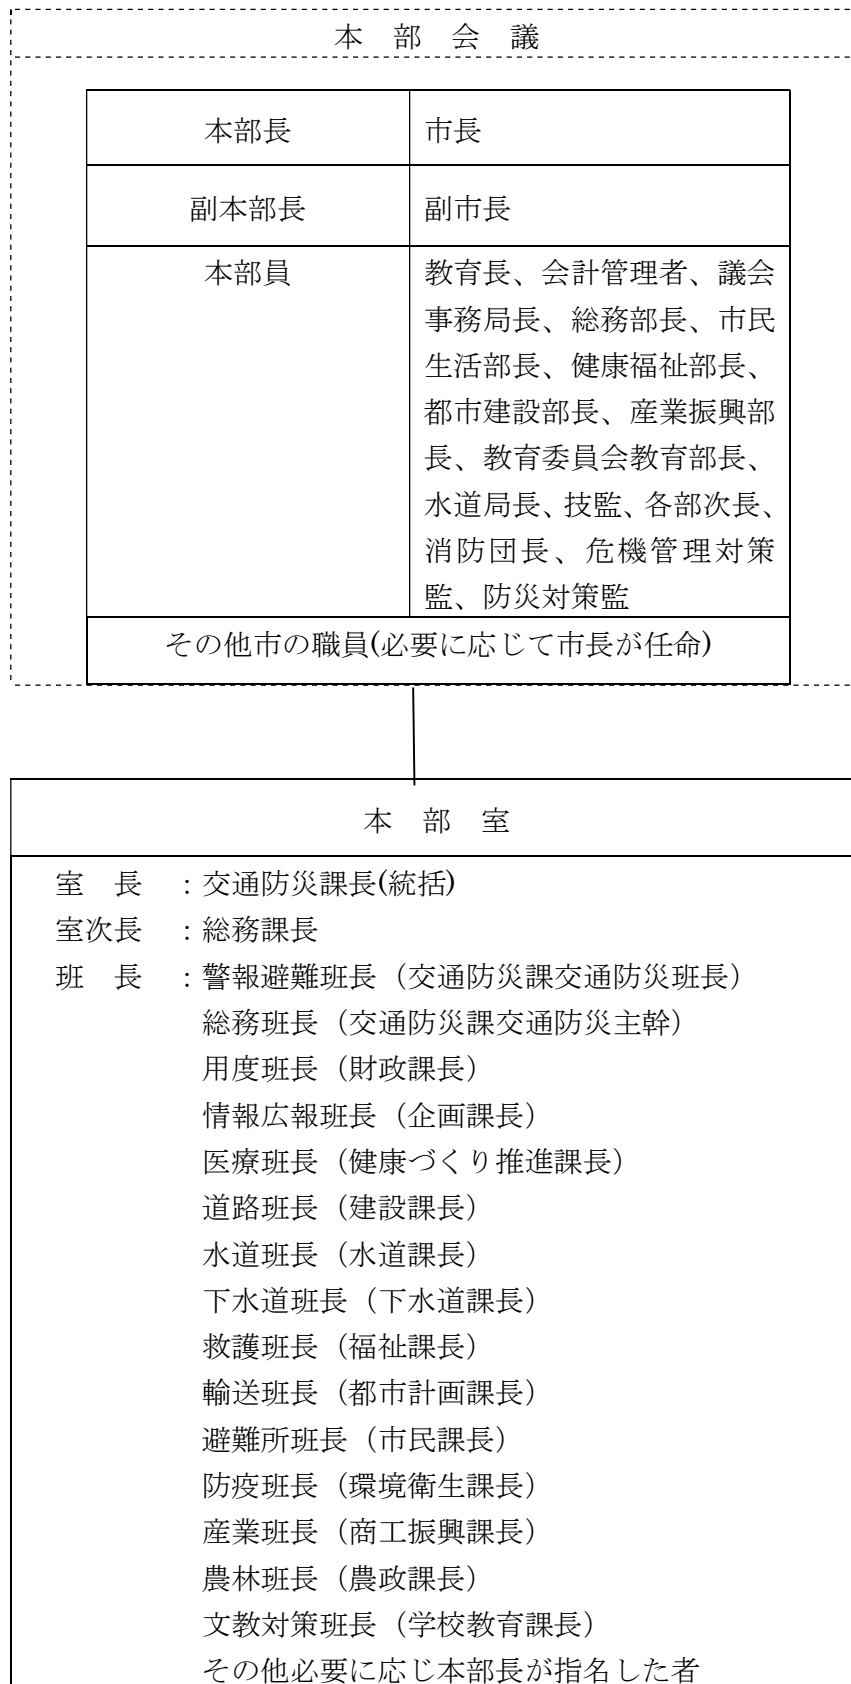 本　部　会　議
本部長　市長
副本部長　副市長
本部員　教育長、会計管理者、議会
事務局長、総務部長、市民
生活部長、健康福祉部長、
都市建設部長、産業振興部
長、教育委員会教育部長、
水道局長、技監、各部次長、
消防団長、危機管理対策
監、防災対策監
その他市の職員(必要に応じて市長が任命)
本　部　室
室　長　：交通防災課長(統括)
室次長　：総務課長
班　長　：警報避難班長（交通防災課交通防災班長）
総務班長（交通防災課交通防災主幹）
用度班長（財政課長）
情報広報班長（企画課長）
医療班長（健康づくり推進課長）
道路班長（建設課長）
水道班長（水道課長）
下水道班長（下水道課長）
救護班長（福祉課長）
輸送班長（都市計画課長）
避難所班長（市民課長）
防疫班長（環境衛生課長）
産業班長（商工振興課長）
農林班長（農政課長）
文教対策班長（学校教育課長）
その他必要に応じ本部長が指名した者